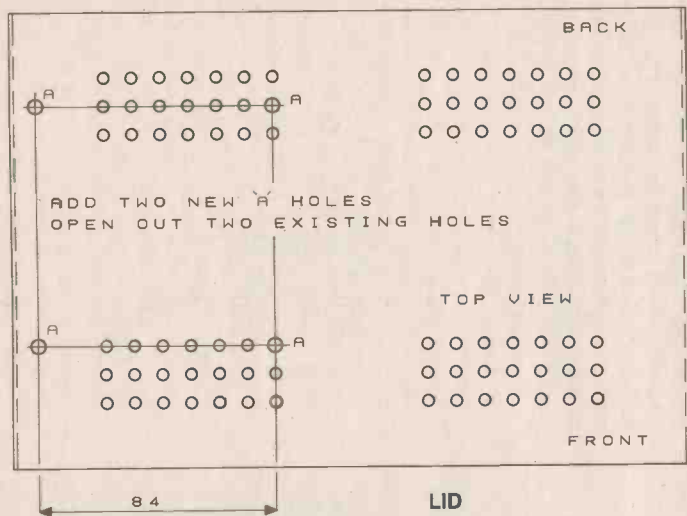 BACK
A
A
ADD TWO NEW 'A' HOLES
OPEN OUT TWO EXISTING HOLES
TOP VIEW
A
A
FRONT
84
LID